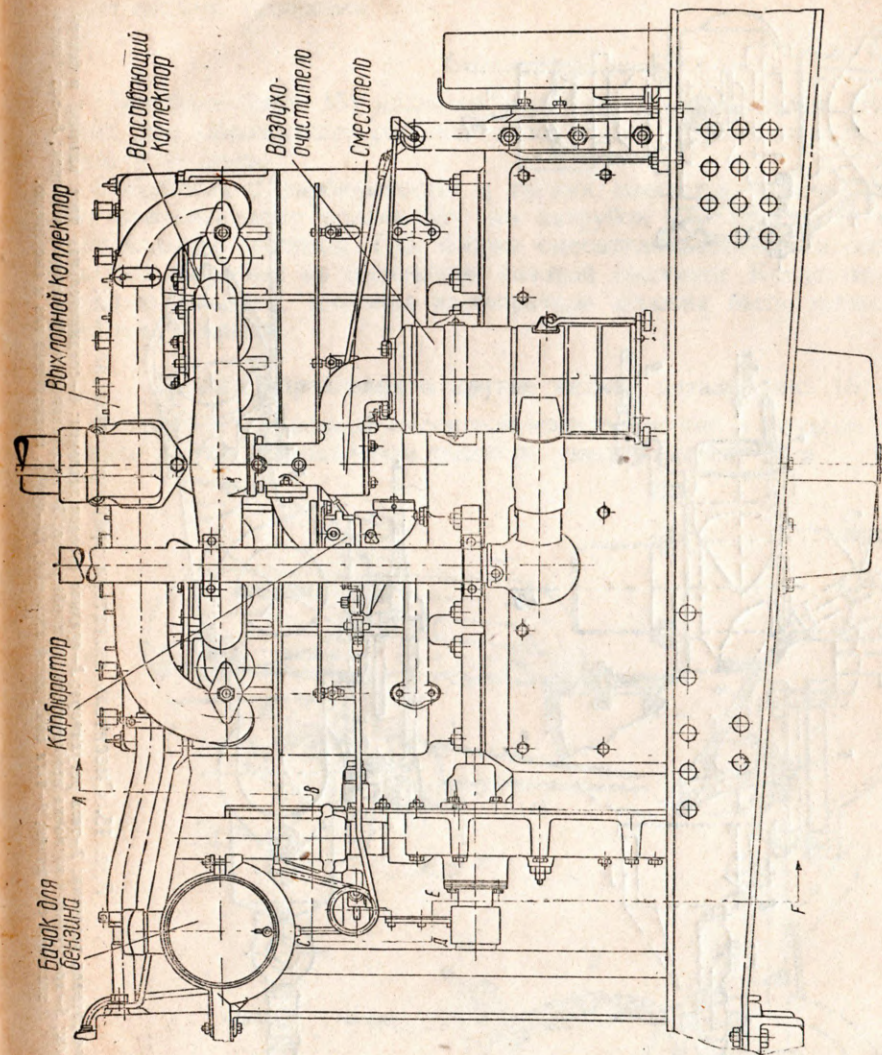 Всасывающий
коллектор
Воздухо-
очиститель
Смеситель
Выхлопной коллектор
Карбюратор
Бачок для
бензина
A
B
C
Д
E
F